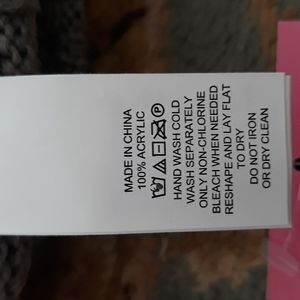 MADE IN CHINA
100% ACRYLIC
HAND WASH COLD
WASH SEPARATELY
ONLY NON-CHLORINE
BLEACH WHEN NEEDED
RESHAPE AND LAY FLAT
TO DRY
DO NOT IRON
OR DRY CLEAN